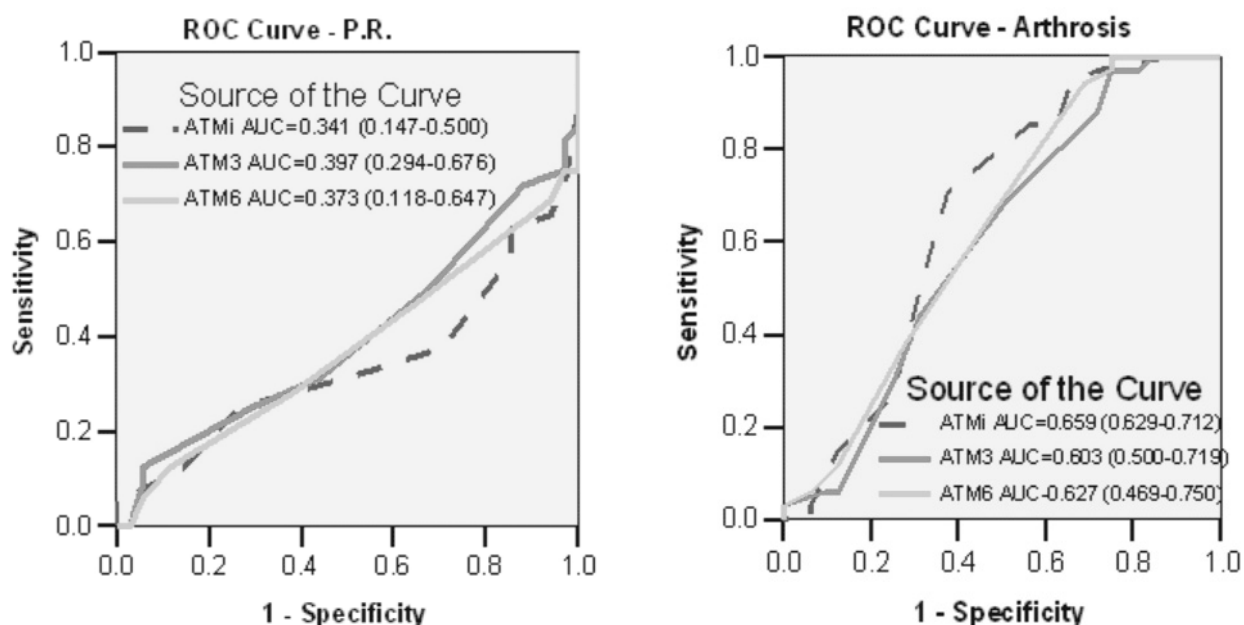 ROC Curve - P.R.
1.0
0.8
0.6
0.4
0.2
0.0
Sensitivity
Source of the Curve
ATMi AUC=0.341 (0.147-0.500)
ATM3 AUC=0.397 (0.294-0.676)
ATM6 AUC=0.373 (0.118-0.647)
0.0 0.2 0.4 0.6 0.8 1.0
1 - Specificity
ROC Curve - Arthrosis
1.0
0.8
0.6
0.4
0.2
0.0
Sensitivity
Source of the Curve
ATMi AUC=0.659 (0.629-0.712)
ATM3 AUC=0.603 (0.500-0.719)
ATM6 AUC-0.627 (0.469-0.750)
0.0 0.2 0.4 0.6 0.8 1.0
1 - Specificity